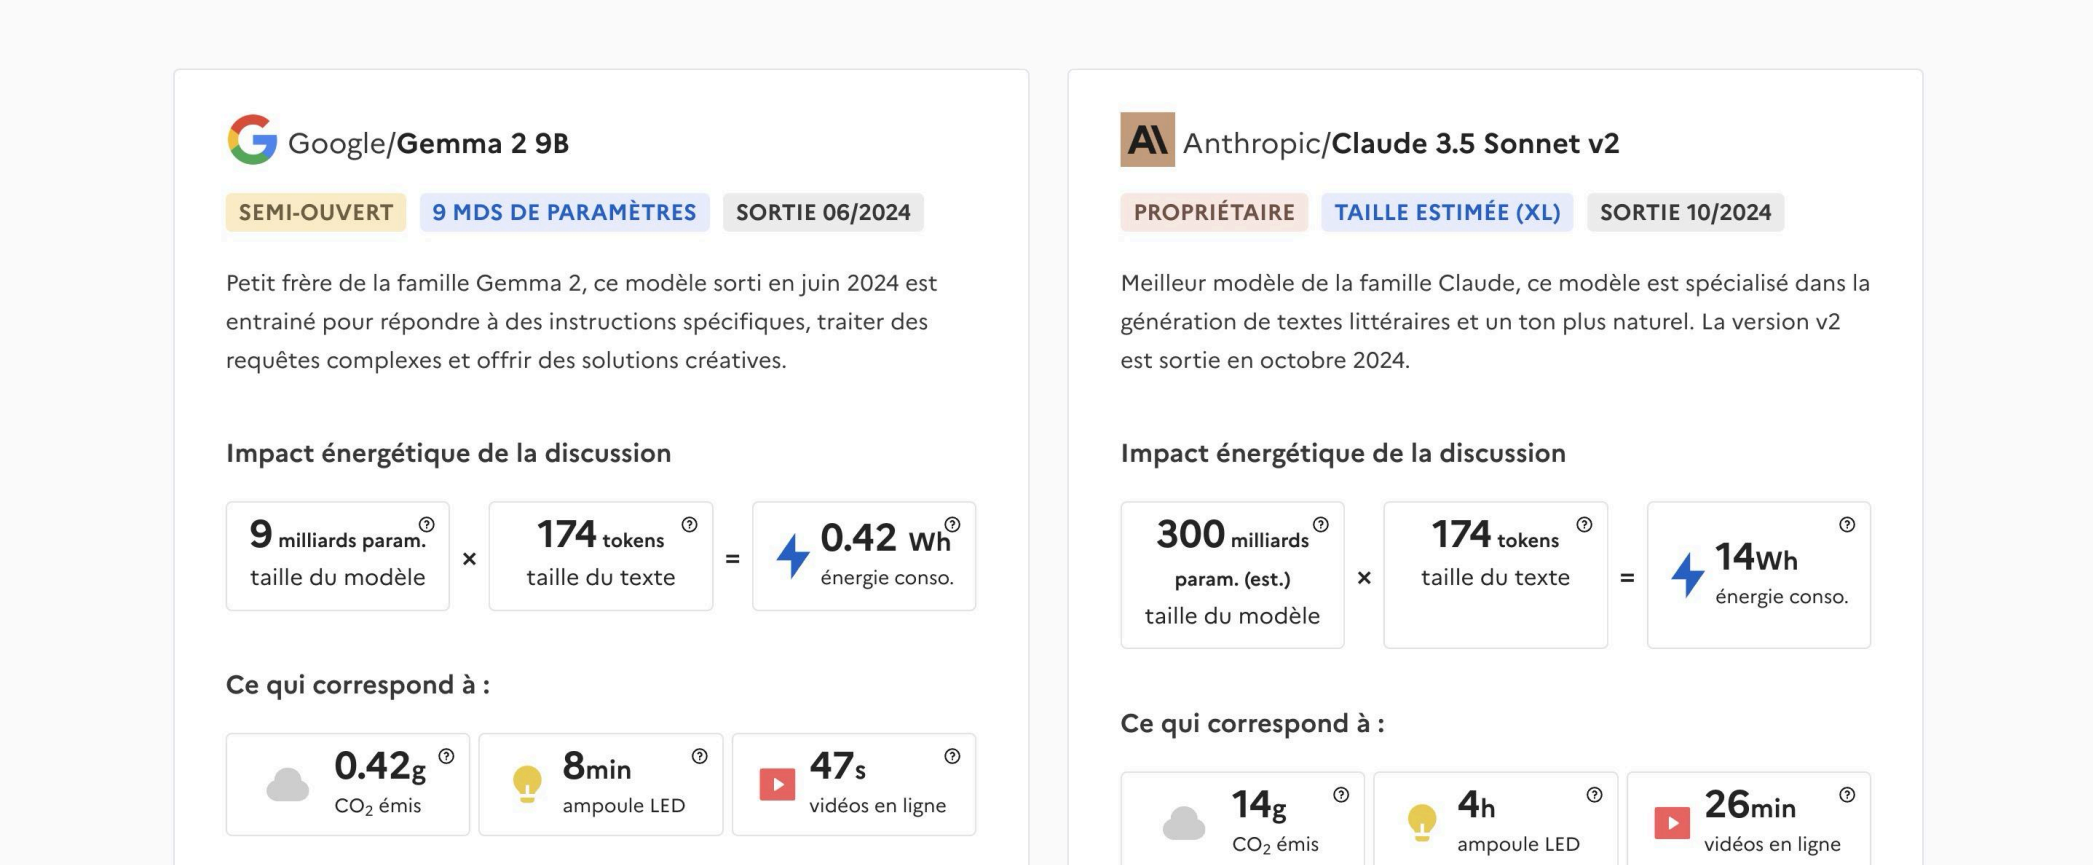 Google/Gemma 2 9B
SEMI-OUVERT 9 MDS DE PARAMÈTRES SORTIE 06/2024
Petit frère de la famille Gemma 2, ce modèle sorti en juin 2024 est
entrainé pour répondre à des instructions spécifiques, traiter des
requêtes complexes et offrir des solutions créatives.
Impact énergétique de la discussion
9 milliards param.
taille du modèle
×
174 tokens
taille du texte
=
0.42 Wh
énergie conso.
Ce qui correspond à :
0.42g
CO₂ émis
8min
ampoule LED
47s
vidéos en ligne
Anthropic/Claude 3.5 Sonnet v2
PROPRIÉTAIRE TAILLE ESTIMÉE (XL) SORTIE 10/2024
Meilleur modèle de la famille Claude, ce modèle est spécialisé dans la
génération de textes littéraires et un ton plus naturel. La version v2
est sortie en octobre 2024.
Impact énergétique de la discussion
300 milliards
param. (est.)
taille du modèle
×
174 tokens
taille du texte
=
14Wh
énergie conso.
Ce qui correspond à :
14g
CO₂ émis
4h
ampoule LED
26min
vidéos en ligne